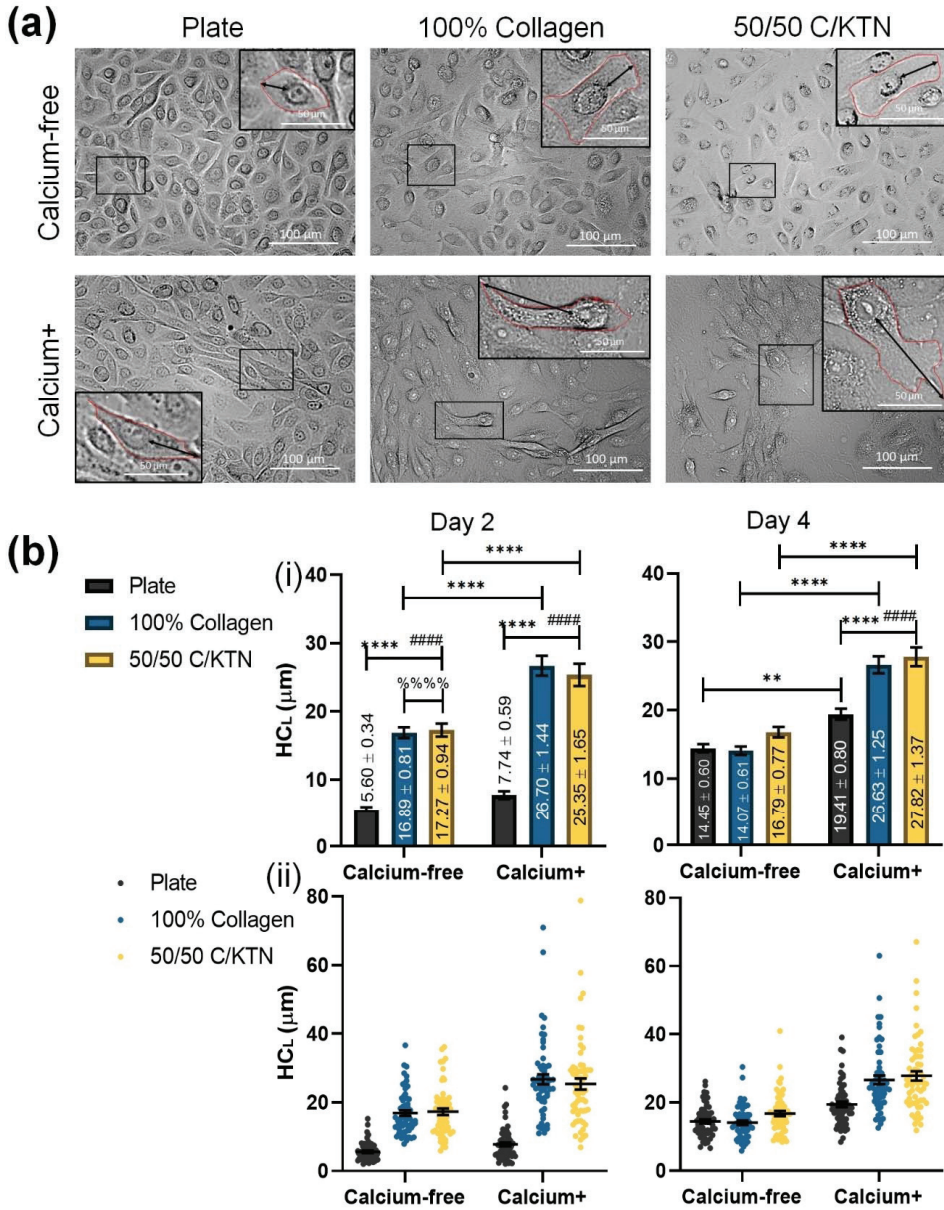 (a)
Plate 100% Collagen 50/50 C/KTN
Calcium-free
50 µm
100 µm
50 µm
100 µm
50 µm
100 µm
Calcium+
50 µm
100 µm
50 µm
100 µm
50 µm
100 µm
(b)
Plate
100% Collagen
50/50 C/KTN
Day 2
(i)
HCL (µm)
40
30
20
10
0
****
****
**** ####
%%%%
**** ####
5.60 ± 0.34
16.89 ± 0.81
17.27 ± 0.94
7.74 ± 0.59
26.70 ± 1.44
25.35 ± 1.65
Calcium-free Calcium+
Day 4
40
30
20
10
0
****
****
**** ####
**
14.45 ± 0.60
14.07 ± 0.61
16.79 ± 0.77
19.41 ± 0.80
26.63 ± 1.25
27.82 ± 1.37
Calcium-free Calcium+
Plate
100% Collagen
50/50 C/KTN
(ii)
HCL (µm)
80
60
40
20
0
Calcium-free Calcium+
80
60
40
20
0
Calcium-free Calcium+